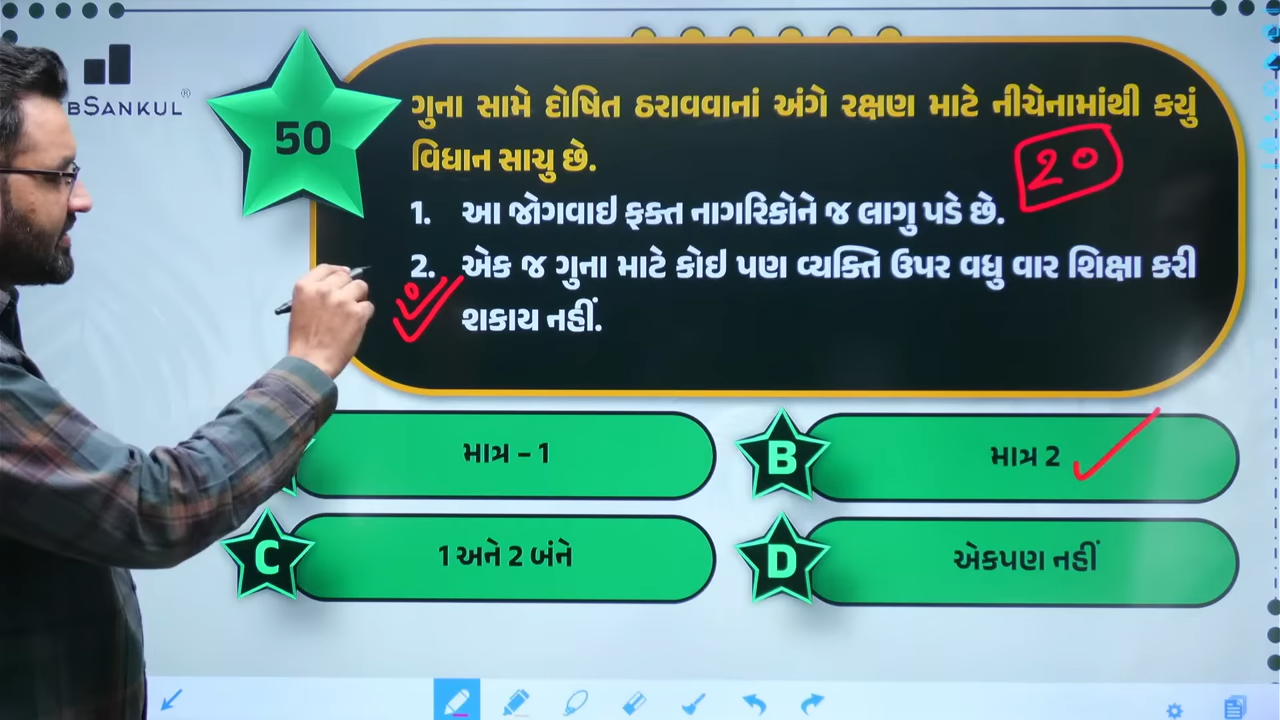 bSankul®
50
ગુના સામે દોષિત ઠરાવવાનાં અંગે રક્ષણ માટે નીચેનામાંથી કયું
વિધાન સાચુ છે.
20
1. આ જોગવાઇ ફક્ત નાગરિકોને જ લાગુ પડે છે.
2. એક જ ગુના માટે કોઇ પણ વ્યક્તિ ઉપર વધુ વાર શિક્ષા કરી
શકાય નહીં.
માત્ર – 1
B માત્ર 2
C 1 અને 2 બંને
D એકપણ નહીં